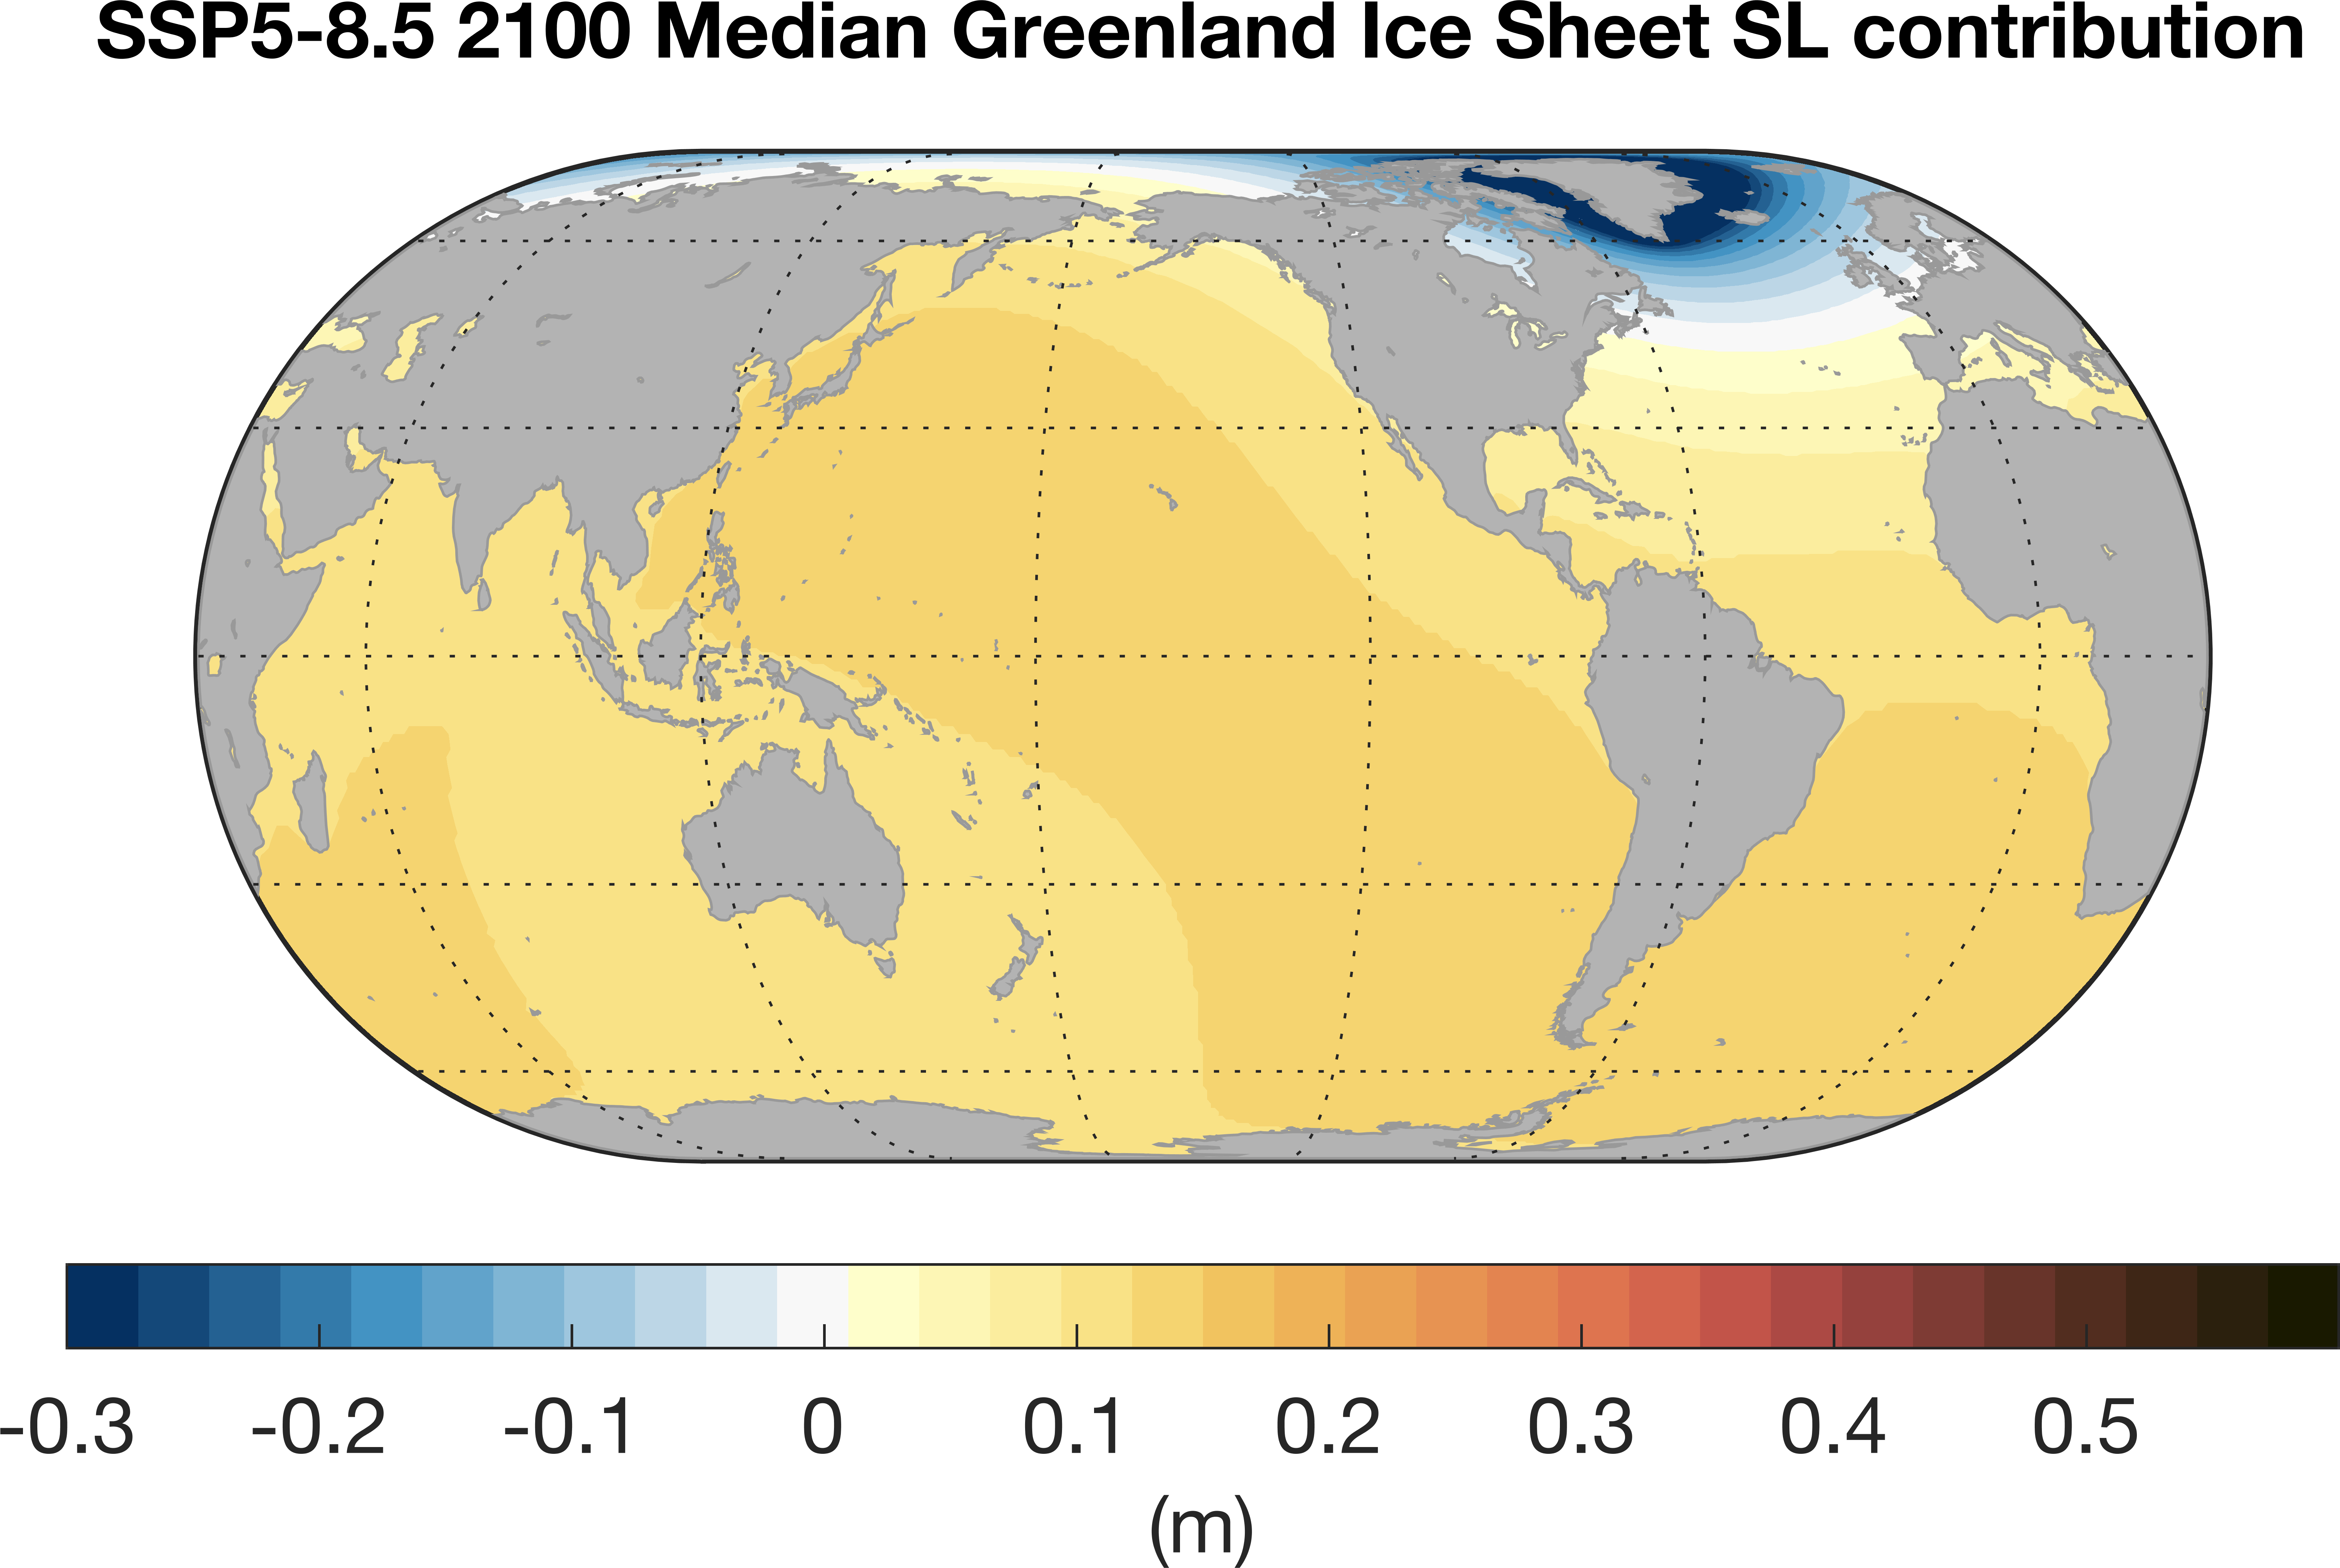 SSP5-8.5 2100 Median Greenland Ice Sheet SL contribution
-0.3 -0.2 -0.1 0 0.1 0.2 0.3 0.4 0.5
(m)